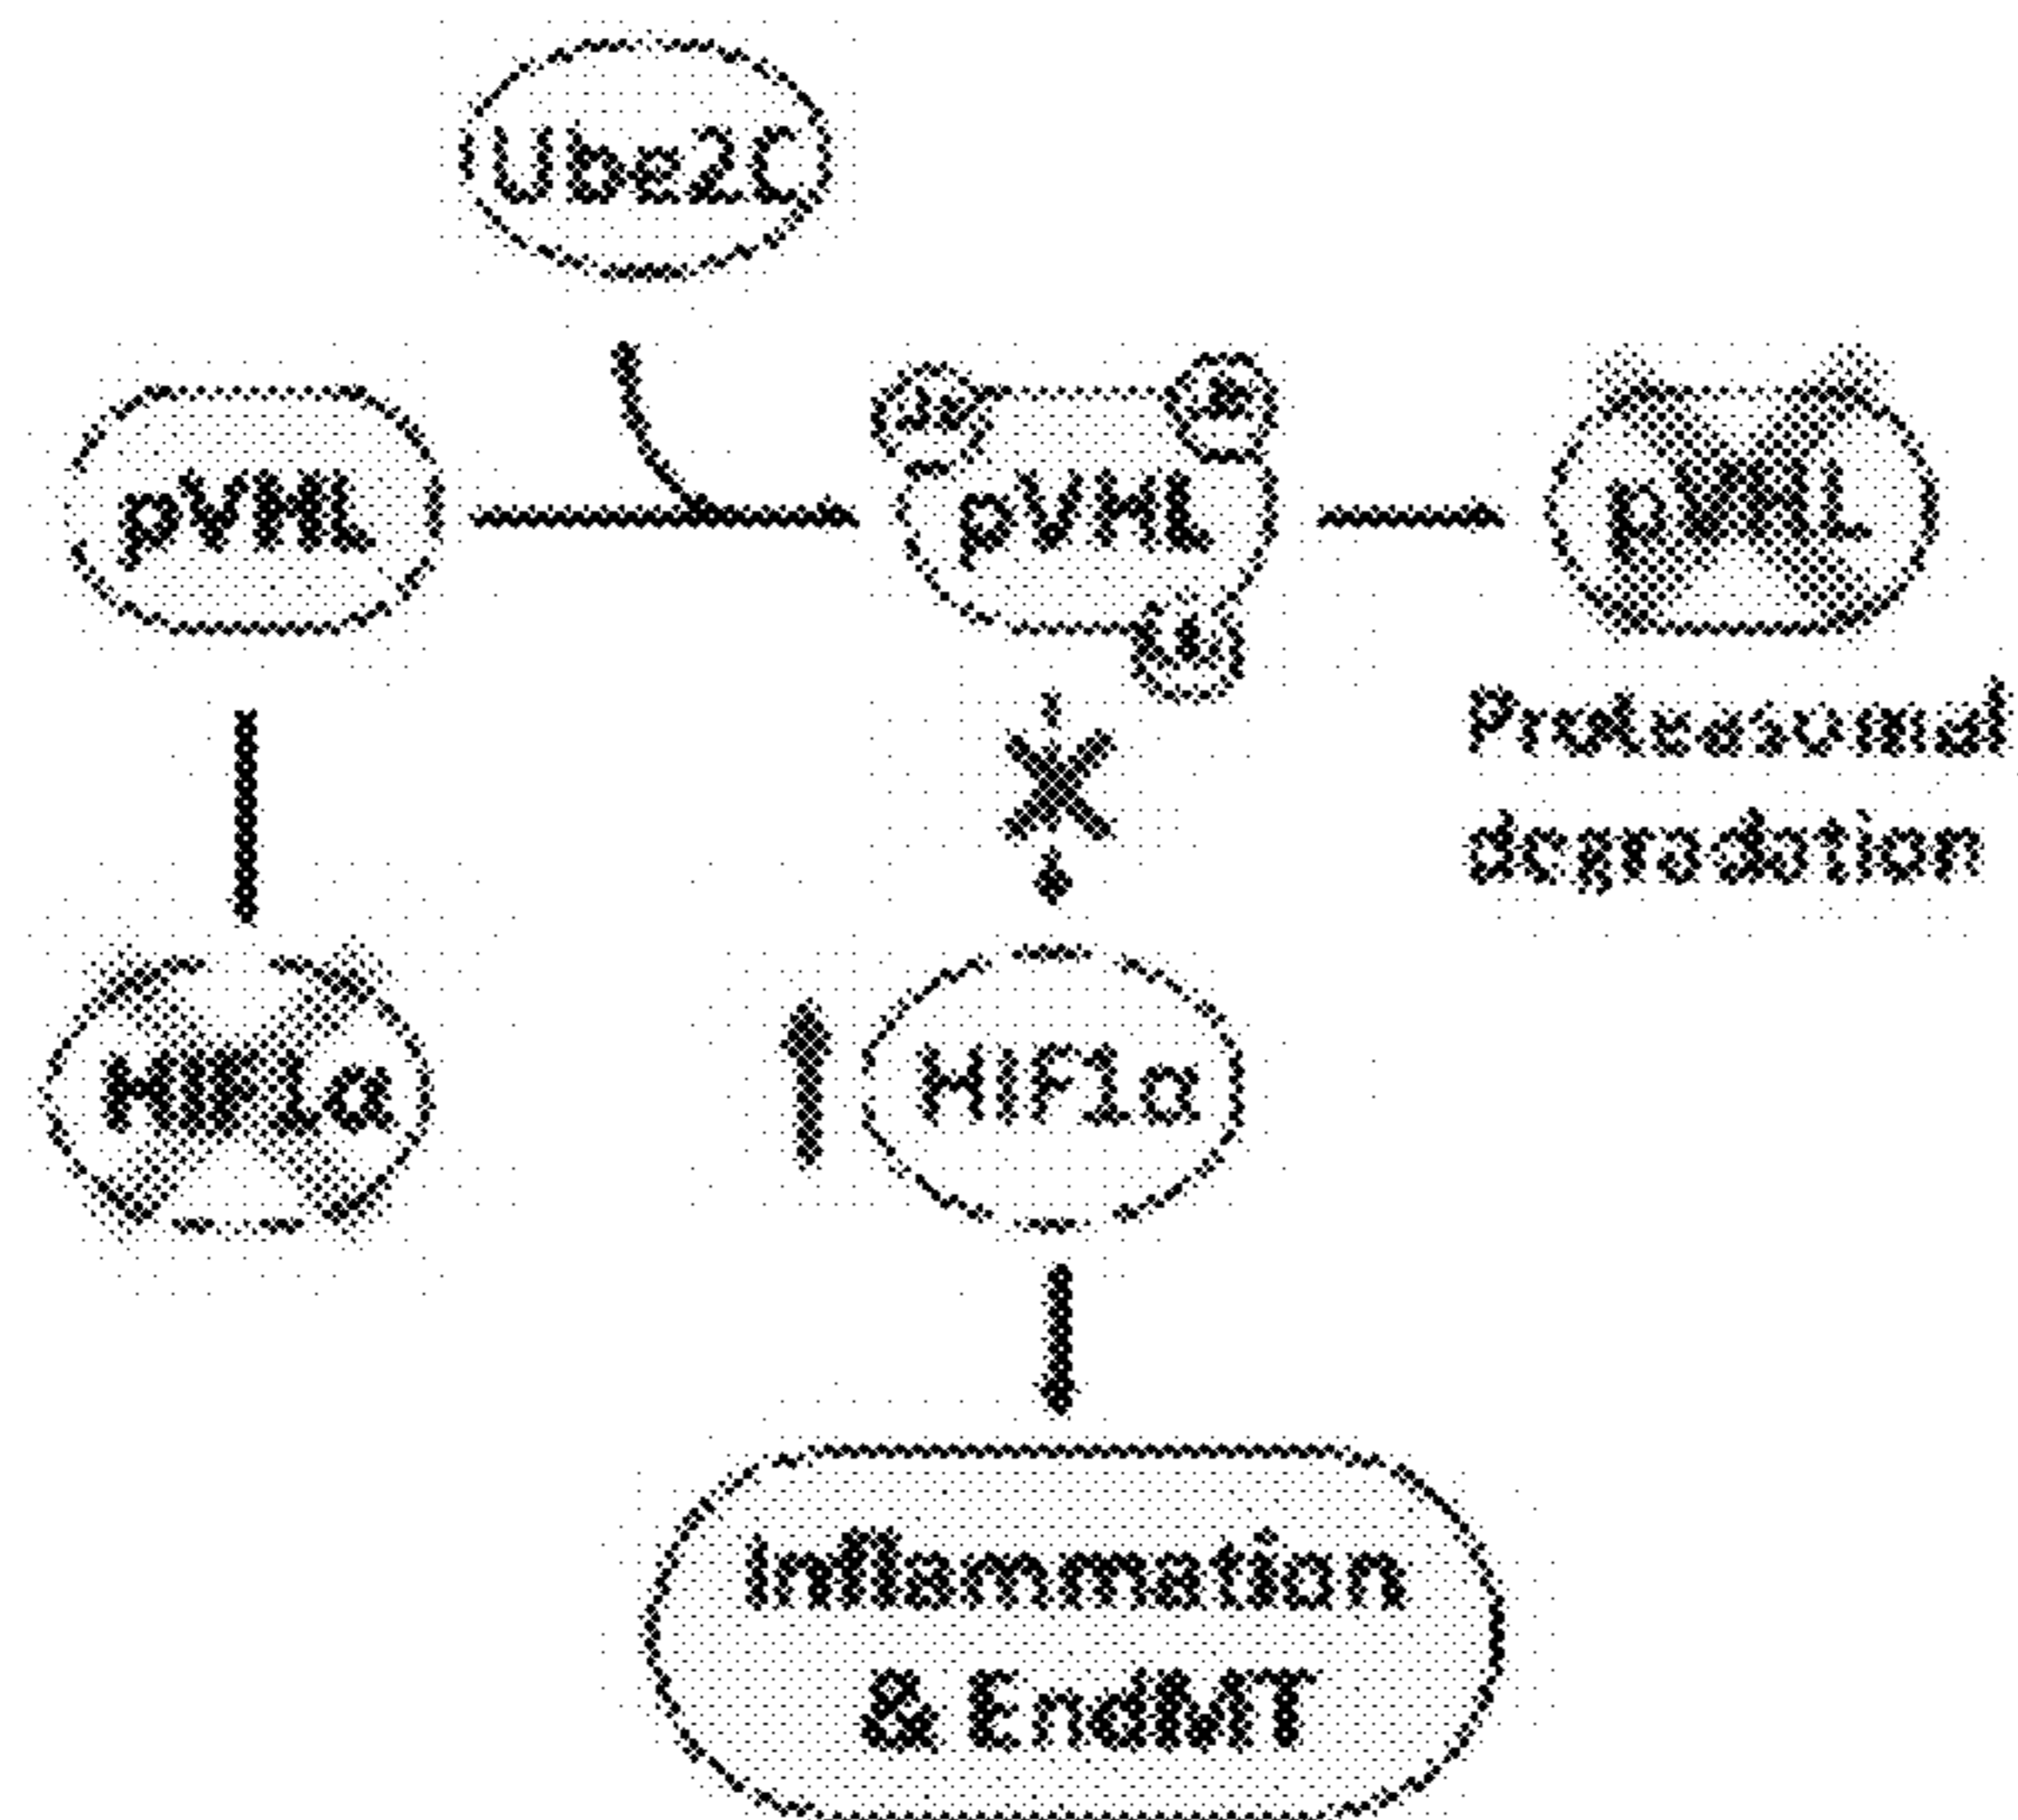 Ube2C
pVHL
pVHL
pVHL
Proteasomal
degradation
HIF1α
HIF1α
Inflammation
& EndMT